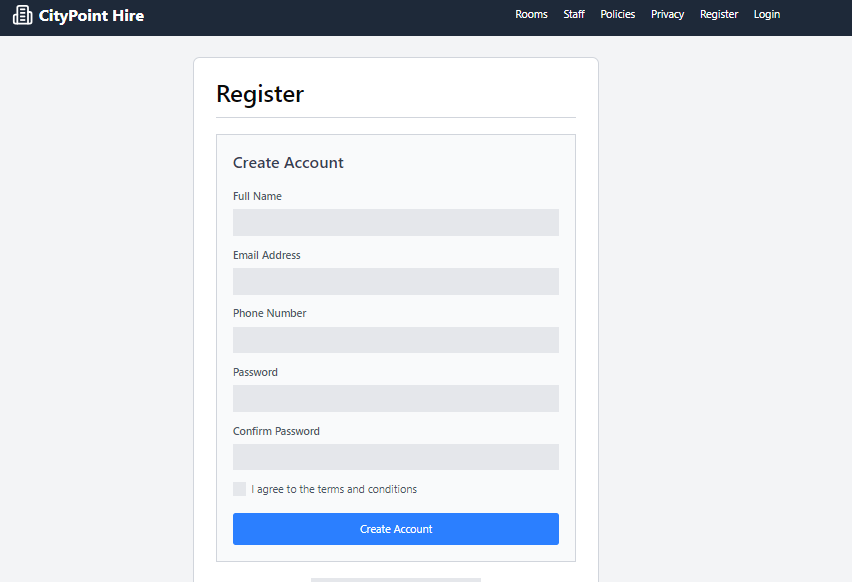 CityPoint Hire
Rooms Staff Policies Privacy Register Login
Register
Create Account
Full Name
Email Address
Phone Number
Password
Confirm Password
I agree to the terms and conditions
Create Account